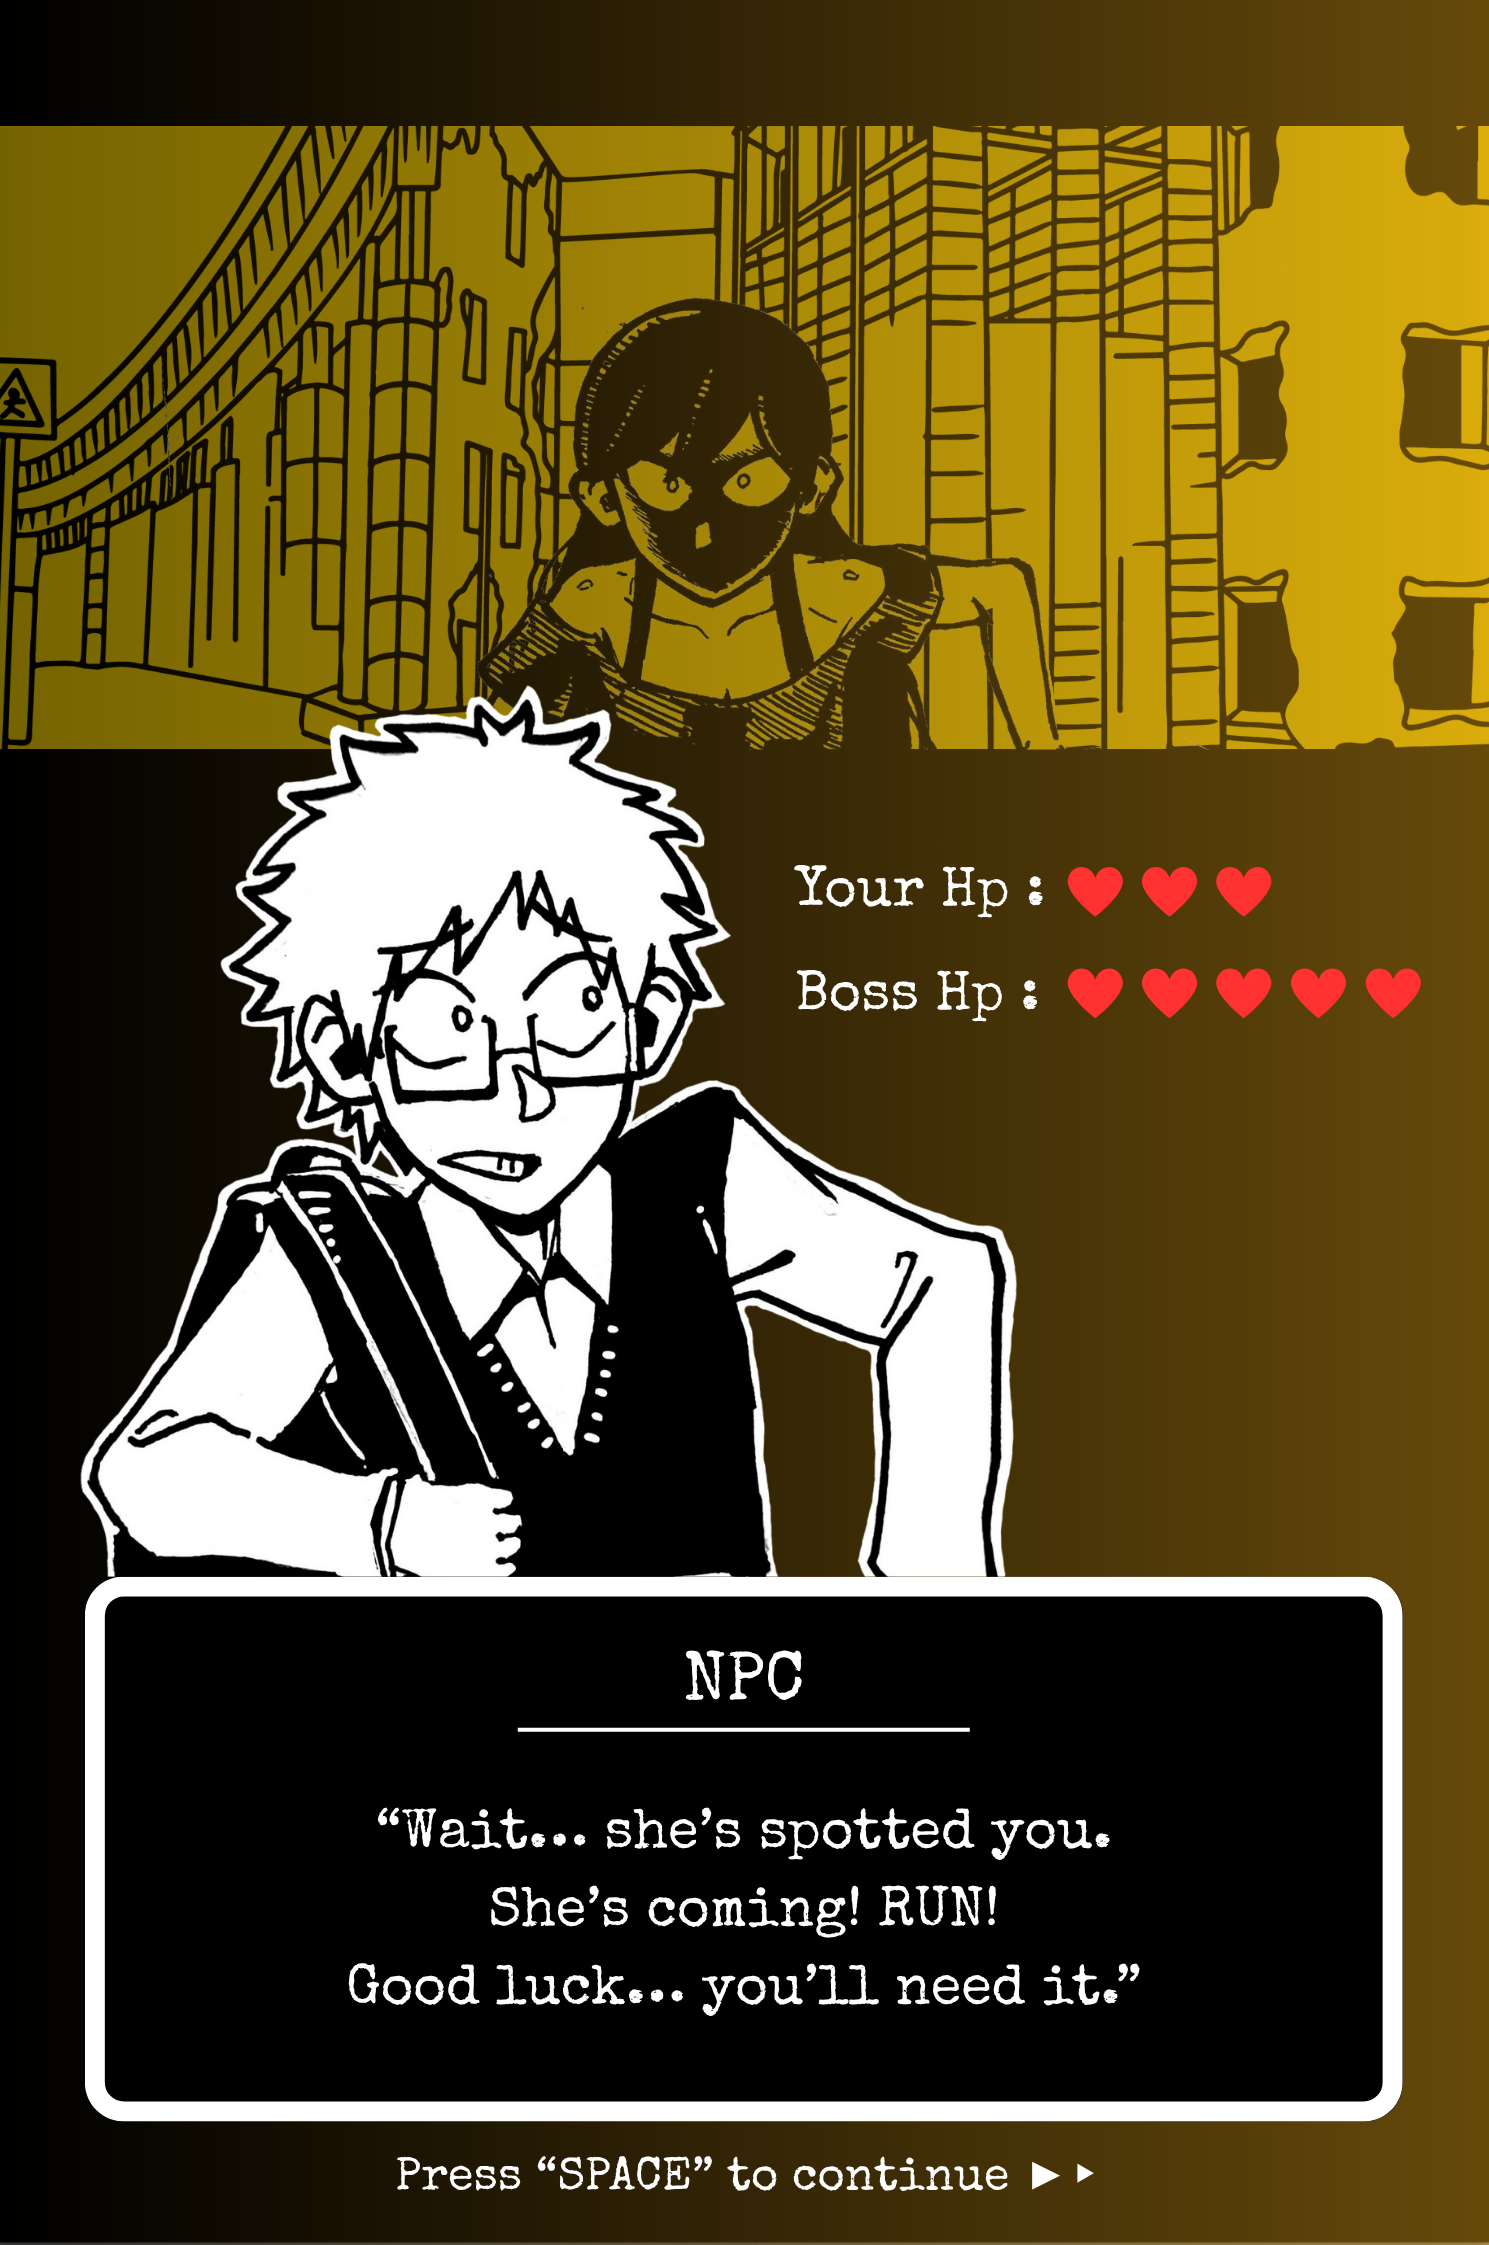 Your Hp : ❤❤❤
Boss Hp : ❤❤❤❤❤
NPC
“Wait... she’s spotted you.
She’s coming! RUN!
Good luck... you’ll need it.”
Press “SPACE” to continue ▶ ▶